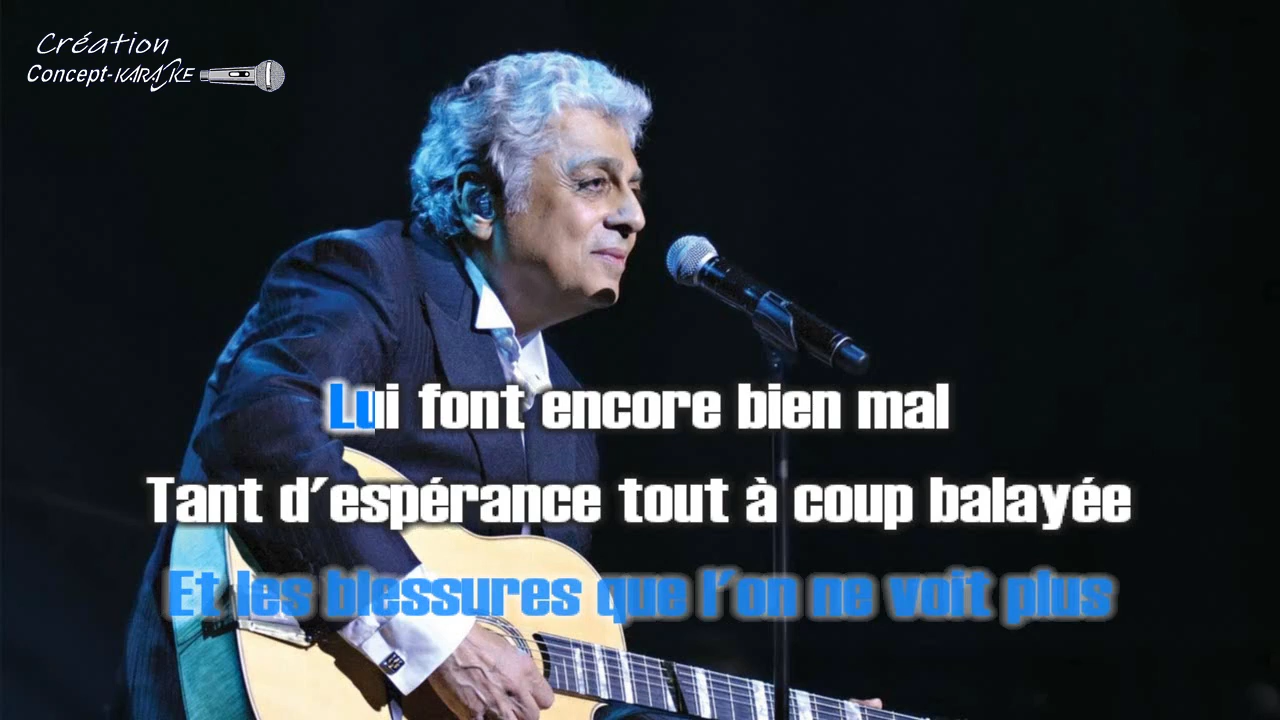 Création
Concept-KARAOKE
Lui font encore bien mal
Tant d'espérance tout à coup balayée
Et les blessures que l'on ne voit plus